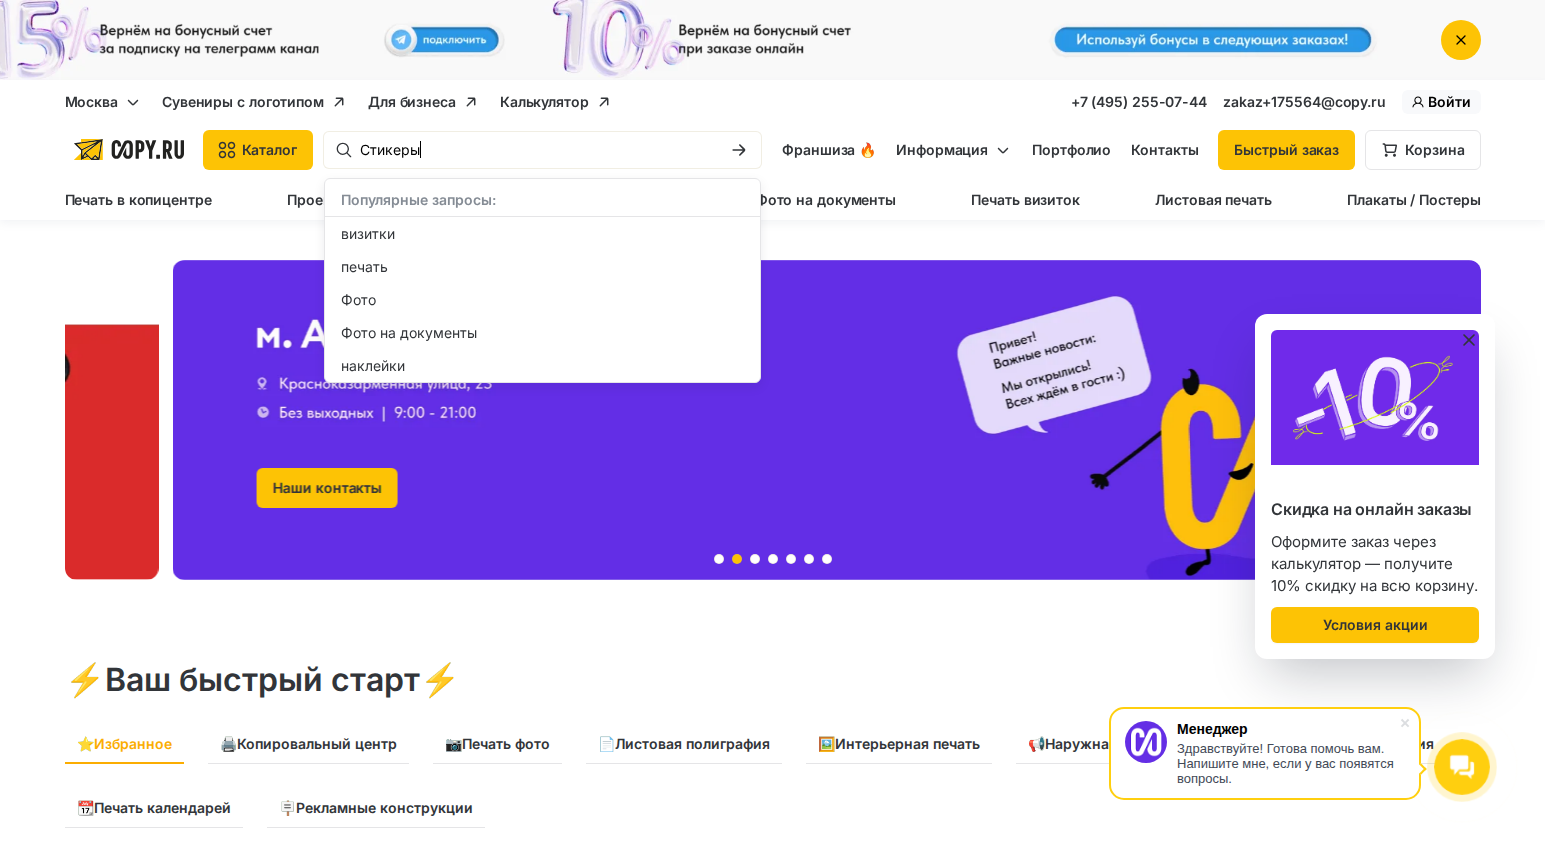 15%
Вернём на бонусный счет
за подписку на телеграмм канал
подключить
10%
Вернём на бонусный счет
при заказе онлайн
Используй бонусы в следующих заказах!
Москва
Сувениры с логотипом
Для бизнеса
Калькулятор
+7 (495) 255-07-44
zakaz+175564@copy.ru
Войти
COPY.RU
Каталог
Стикеры
Франшиза 🔥
Информация
Портфолио
Контакты
Быстрый заказ
Корзина
Печать в копицентре
Прое
Фото на документы
Печать визиток
Листовая печать
Плакаты / Постеры
Популярные запросы:
визитки
печать
Фото
Фото на документы
наклейки
м. А
Краснокazарменная улица, 23
Без выходных | 9:00 - 21:00
Наши контакты
Привет!
Важные новости:
Мы открылись!
Всех ждём в гости :)
-10%
Скидка на онлайн заказы
Оформите заказ через
калькулятор — получите
10% скидку на всю корзину.
Условия акции
⚡Ваш быстрый старт⚡
⭐Избранное
🖨️Копировальный центр
📷Печать фото
📄Листовая полиграфия
🖼️Интерьерная печать
📢Наружна
ия
📆Печать календарей
🪧Рекламные конструкции
Менеджер
Здравствуйте! Готова помочь вам.
Напишите мне, если у вас появятся
вопросы.